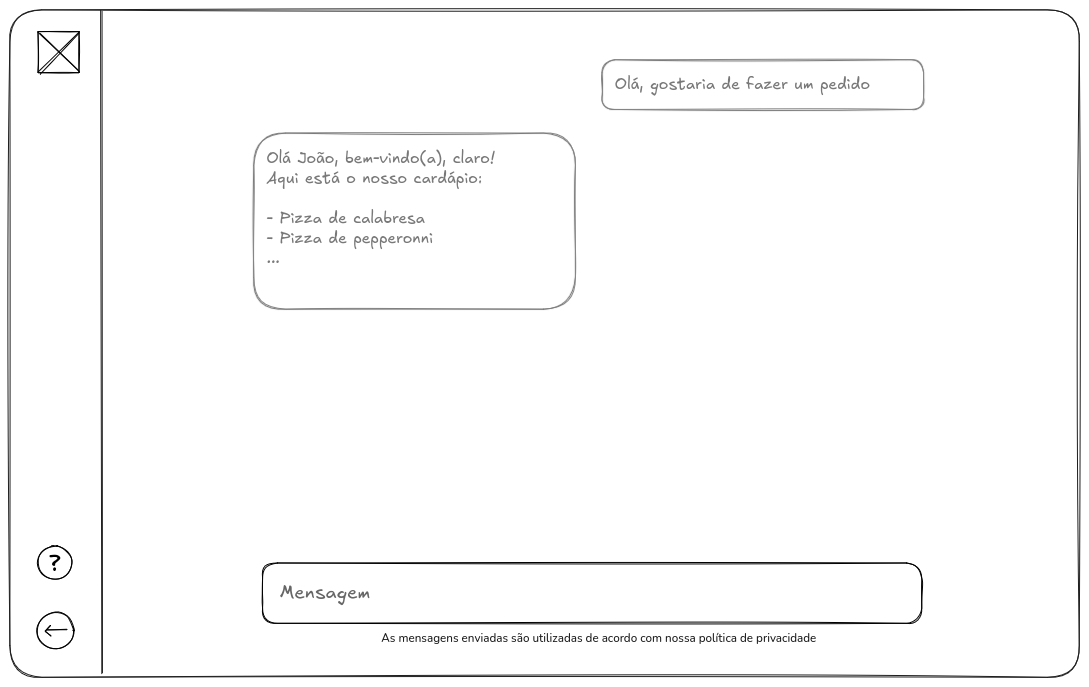 Olá, gostaria de fazer um pedido
Olá João, bem-vindo(a), claro!
Aqui está o nosso cardápio:
- Pizza de calabresa
- Pizza de pepperonni
...
?
Mensagem
As mensagens enviadas são utilizadas de acordo com nossa política de privacidade